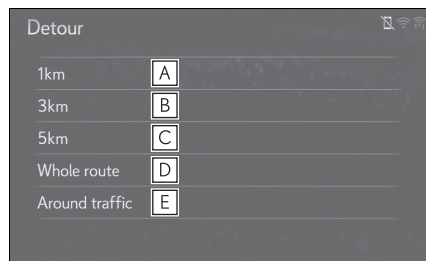 Detour
1km A
3km B
5km C
Whole route D
Around traffic E